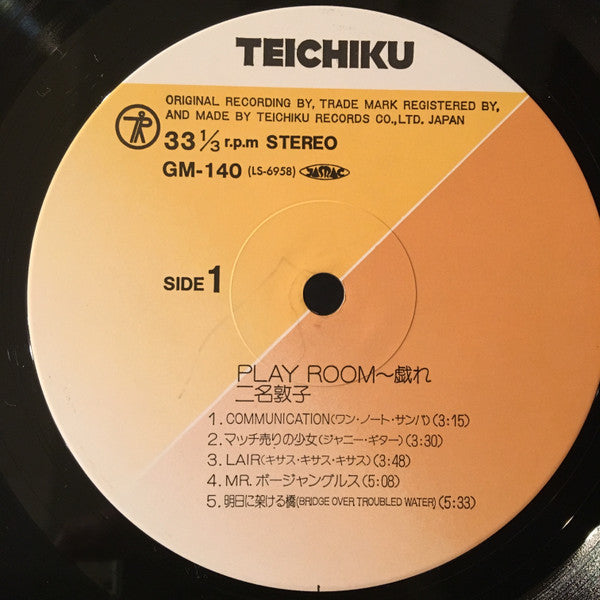 TEICHIKU
ORIGINAL RECORDING BY, TRADE MARK REGISTERED BY,
AND MADE BY TEICHIKU RECORDS CO.,LTD. JAPAN
33 1/3 r.p.m STEREO
GM-140 (LS-6958) JASRAC
SIDE 1
PLAY ROOM〜戯れ
二名敦子
1. COMMUNICATION(ワン・ノート・サンバ)(3:15)
2. マッチ売りの少女(ジャニー・ギター)(3:30)
3. LAIR(キサス・キサス・キサス)(3:48)
4. MR. ボージャングルス(5:08)
5. 明日に架ける橋(BRIDGE OVER TROUBLED WATER)(5:33)